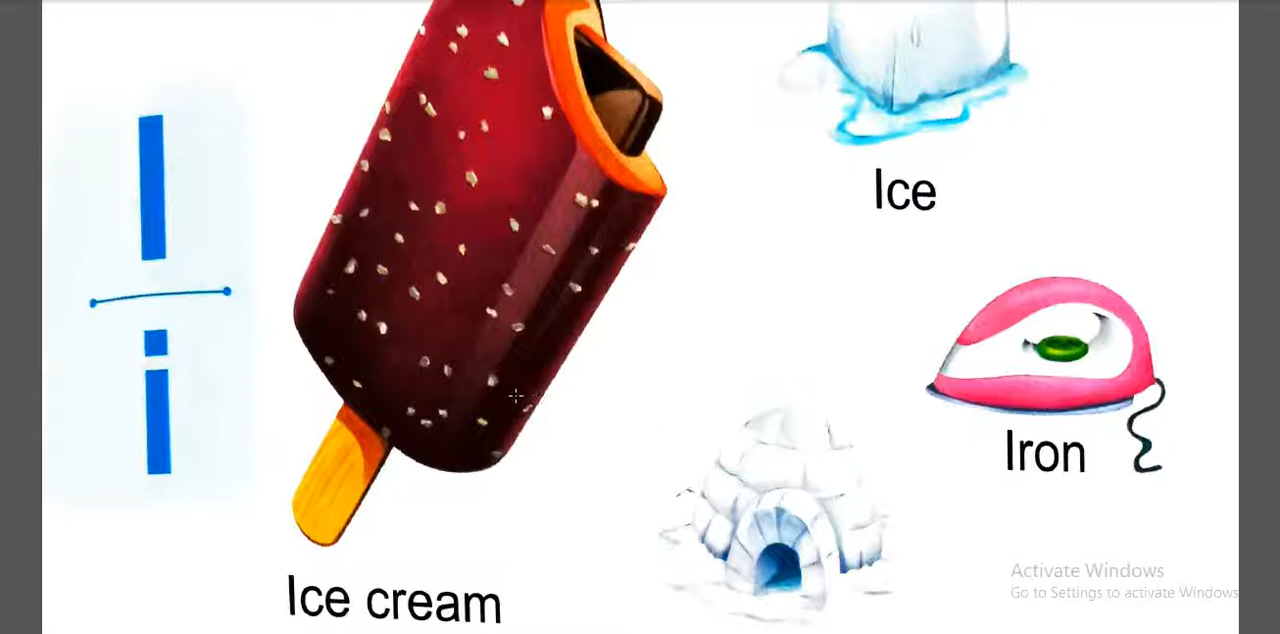 I
i
Ice
Iron
Ice cream
Activate Windows
Go to Settings to activate Windows.